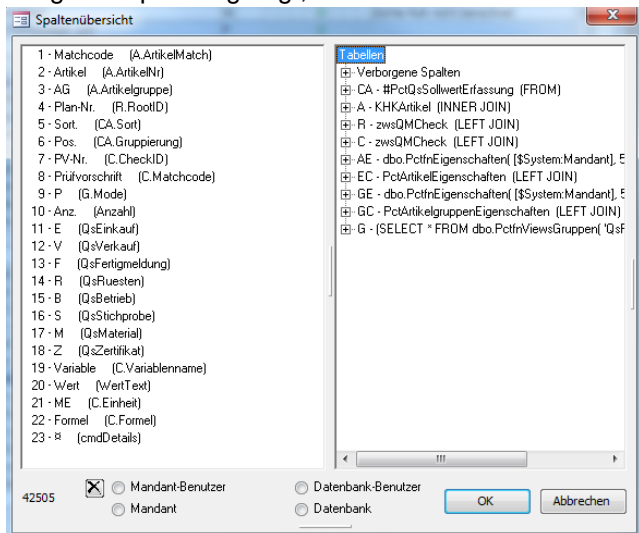 Spaltenübersicht
1 - Matchcode (A.ArtikelMatch)
2 - Artikel (A.ArtikelNr)
3 - AG (A.Artikelgruppe)
4 - Plan-Nr. (R.RootID)
5 - Sort. (CA.Sort)
6 - Pos. (CA.Gruppierung)
7 - PV-Nr. (C.CheckID)
8 - Prüfvorschrift (C.Matchcode)
9 - P (G.Mode)
10 - Anz. (Anzahl)
11 - E (QsEinkauf)
12 - V (QsVerkauf)
13 - F (QsFertigmeldung)
14 - R (QsRuesten)
15 - B (QsBetrieb)
16 - S (QsStichprobe)
17 - M (QsMaterial)
18 - Z (QsZertifikat)
19 - Variable (C.Variablenname)
20 - Wert (WertText)
21 - ME (C.Einheit)
22 - Formel (C.Formel)
23 - ¤ (cmdDetails)
Tabellen
Verborgene Spalten
CA - #PctQsSollwertErfassung (FROM)
A - KHKArtikel (INNER JOIN)
R - zwsQMCheck (LEFT JOIN)
C - zwsQMCheck (LEFT JOIN)
AE - dbo.PctfnEigenschaften( [$System:Mandant], 5
EC - PctArtikelEigenschaften (LEFT JOIN)
GE - dbo.PctfnEigenschaften( [$System:Mandant], 5
GC - PctArtikelgruppenEigenschaften (LEFT JOIN)
G - (SELECT * FROM dbo.PctfnViewsGruppen( 'QsF
42505
Mandant-Benutzer
Datenbank-Benutzer
Mandant
Datenbank
OK
Abbrechen